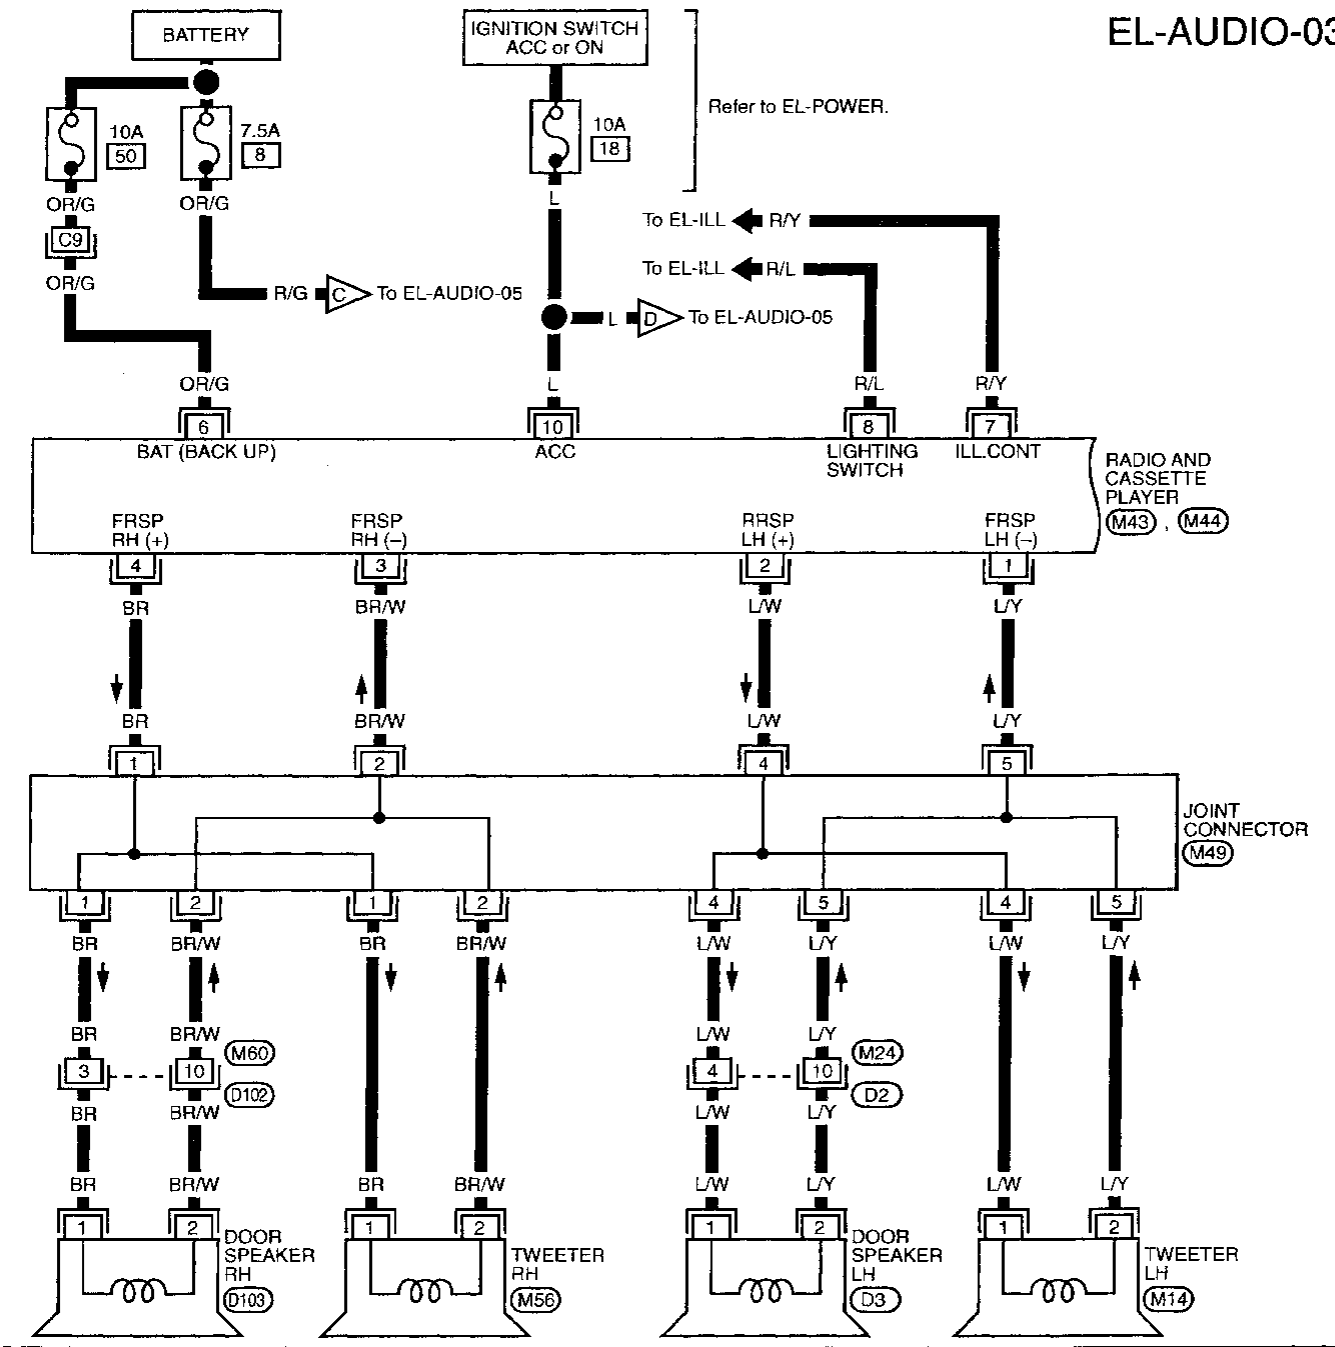 EL-AUDIO-03
BATTERY
IGNITION SWITCH
ACC or ON
Refer to EL-POWER.
10A
50
7.5A
8
10A
18
OR/G
OR/G
L
C9
OR/G
To EL-ILL
R/Y
To EL-ILL
R/L
R/G
C
To EL-AUDIO-05
L
D
To EL-AUDIO-05
OR/G
L
R/L
R/Y
6
10
8
7
BAT (BACK UP)
ACC
LIGHTING
SWITCH
ILL.CONT
RADIO AND
CASSETTE
PLAYER
M43 , M44
FRSP
RH (+)
FRSP
RH (–)
RRSP
LH (+)
FRSP
LH (–)
4
3
2
1
BR
BR/W
L/W
L/Y
BR
BR/W
L/W
L/Y
1
2
4
5
JOINT
CONNECTOR
M49
1
2
1
2
4
5
4
5
BR
BR/W
BR
BR/W
L/W
L/Y
L/W
L/Y
BR
BR/W
L/W
L/Y
3
10
M60
D102
4
10
M24
D2
BR
BR/W
L/W
L/Y
BR
BR/W
BR
BR/W
L/W
L/Y
L/W
L/Y
1
2
1
2
1
2
1
2
DOOR
SPEAKER
RH
D103
TWEETER
RH
M56
DOOR
SPEAKER
LH
D3
TWEETER
LH
M14